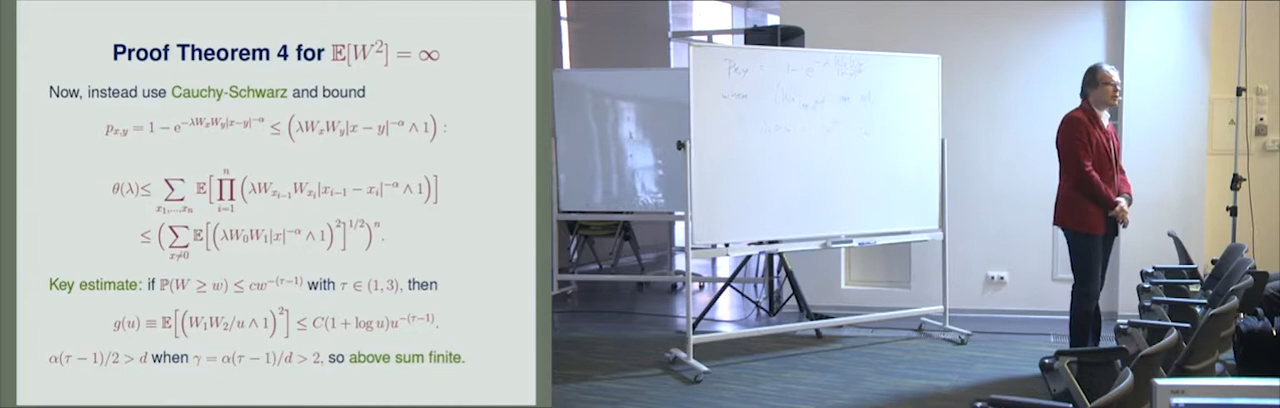 Proof Theorem 4 for 𝔼[W²] = ∞
Now, instead use Cauchy-Schwarz and bound
p_{x,y} = 1 − e^{−λW_xW_y|x−y|^{−α}} ≤ (λW_xW_y|x − y|^{−α} ∧ 1) :
θ(λ) ≤ ∑_{x_1,...,x_n} 𝔼[∏_{i=1}^{n} (λW_{x_{i−1}}W_{x_i}|x_{i−1} − x_i|^{−α} ∧ 1)]
≤ (∑_{x≠0} 𝔼[(λW_0W_1|x|^{−α} ∧ 1)²]^{1/2})^n.
Key estimate: if ℙ(W ≥ w) ≤ cw^{−(τ−1)} with τ ∈ (1, 3), then
g(u) ≡ 𝔼[(W_1W_2/u ∧ 1)²] ≤ C(1 + log u)u^{−(τ−1)}.
α(τ − 1)/2 > d when γ = α(τ − 1)/d > 2, so above sum finite.
NEC